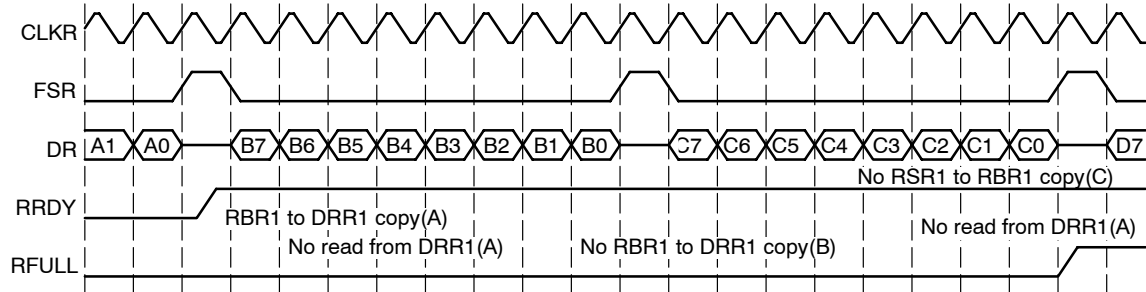 CLKR
FSR
DR A1 A0 B7 B6 B5 B4 B3 B2 B1 B0 C7 C6 C5 C4 C3 C2 C1 C0 D7
No RSR1 to RBR1 copy(C)
RRDY
RBR1 to DRR1 copy(A)
No read from DRR1(A)
No RBR1 to DRR1 copy(B)
No read from DRR1(A)
RFULL